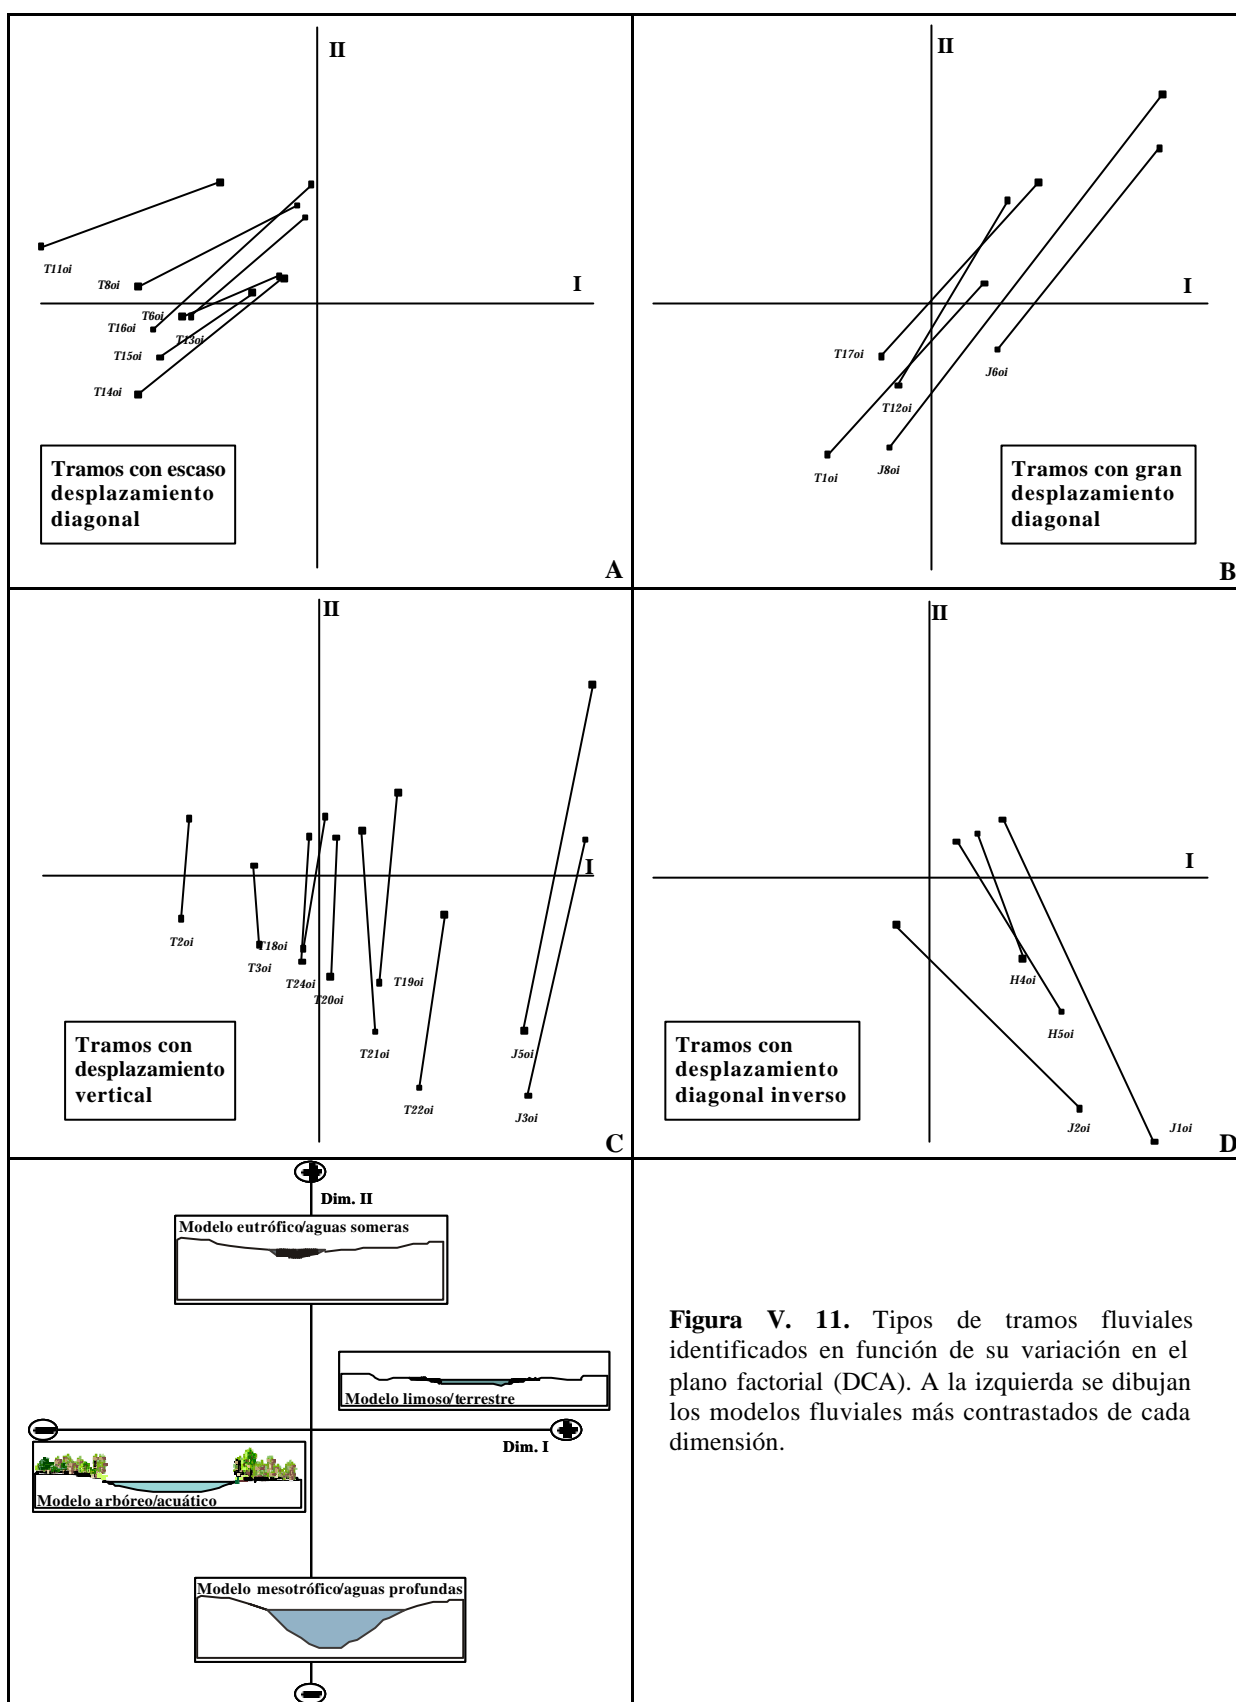 II
I
T11oi
T8oi
T6oi
T16oi
T13oi
T15oi
T14oi
Tramos con escaso
desplazamiento
diagonal
A
II
I
T17oi
J6oi
T12oi
T1oi
J8oi
Tramos con gran
desplazamiento
diagonal
B
II
I
T2oi
T18oi
T3oi
T24oi
T20oi
T19oi
T21oi
J5oi
T22oi
J3oi
Tramos con
desplazamiento
vertical
C
II
I
H4oi
H5oi
J2oi
J1oi
Tramos con
desplazamiento
diagonal inverso
D
Dim. II
Modelo eutrófico/aguas someras
Modelo limoso/terrestre
Dim. I
Modelo arbóreo/acuático
Modelo mesotrófico/aguas profundas
Figura V. 11. Tipos de tramos fluviales
identificados en función de su variación en el
plano factorial (DCA). A la izquierda se dibujan
los modelos fluviales más contrastados de cada
dimensión.